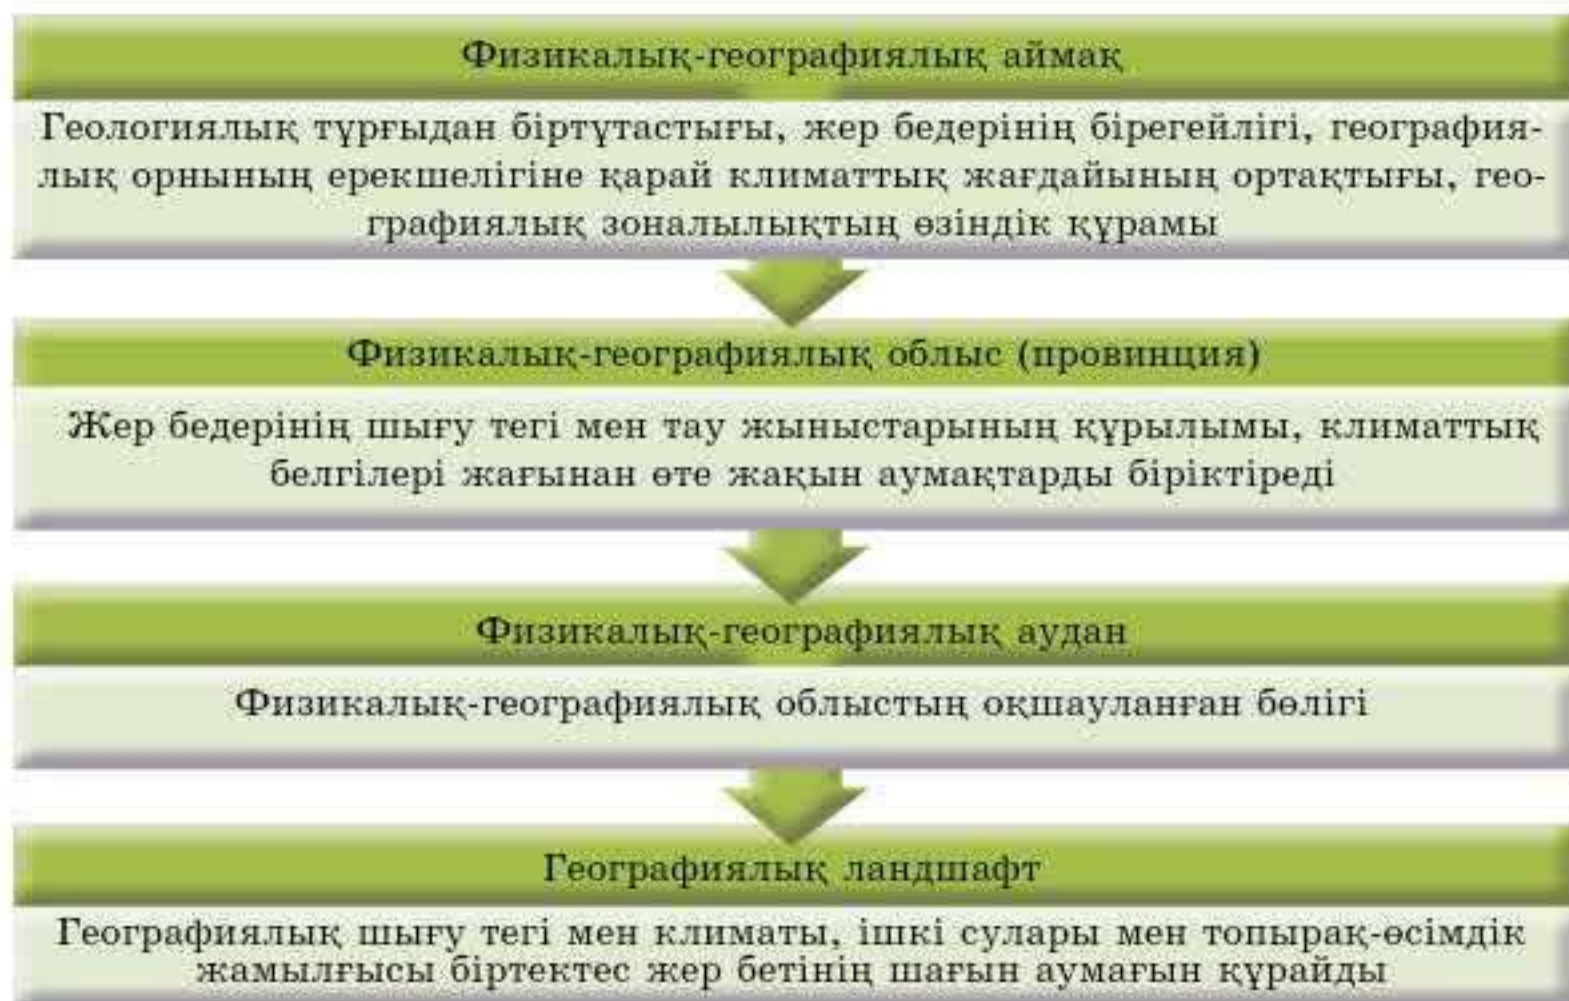 Физикалық-географиялық аймақ
Геологиялық тұрғыдан біртұтастығы, жер бедерінің бірегейлігі, география-
лық орнының ерекшелігіне қарай климаттық жағдайының ортақтығы, гео-
графиялық зоналылықтың өзіндік құрамы
Физикалық-географиялық облыс (провинция)
Жер бедерінің шығу тегі мен тау жыныстарының құрылымы, климаттық
белгілері жағынан өте жақын аумақтарды біріктіреді
Физикалық-географиялық аудан
Физикалық-географиялық облыстың оқшауланған бөлігі
Географиялық ландшафт
Географиялық шығу тегі мен климаты, ішкі сулары мен топырақ-өсімдік
жамылғысы біртектес жер бетінің шағын аумағын құрайды